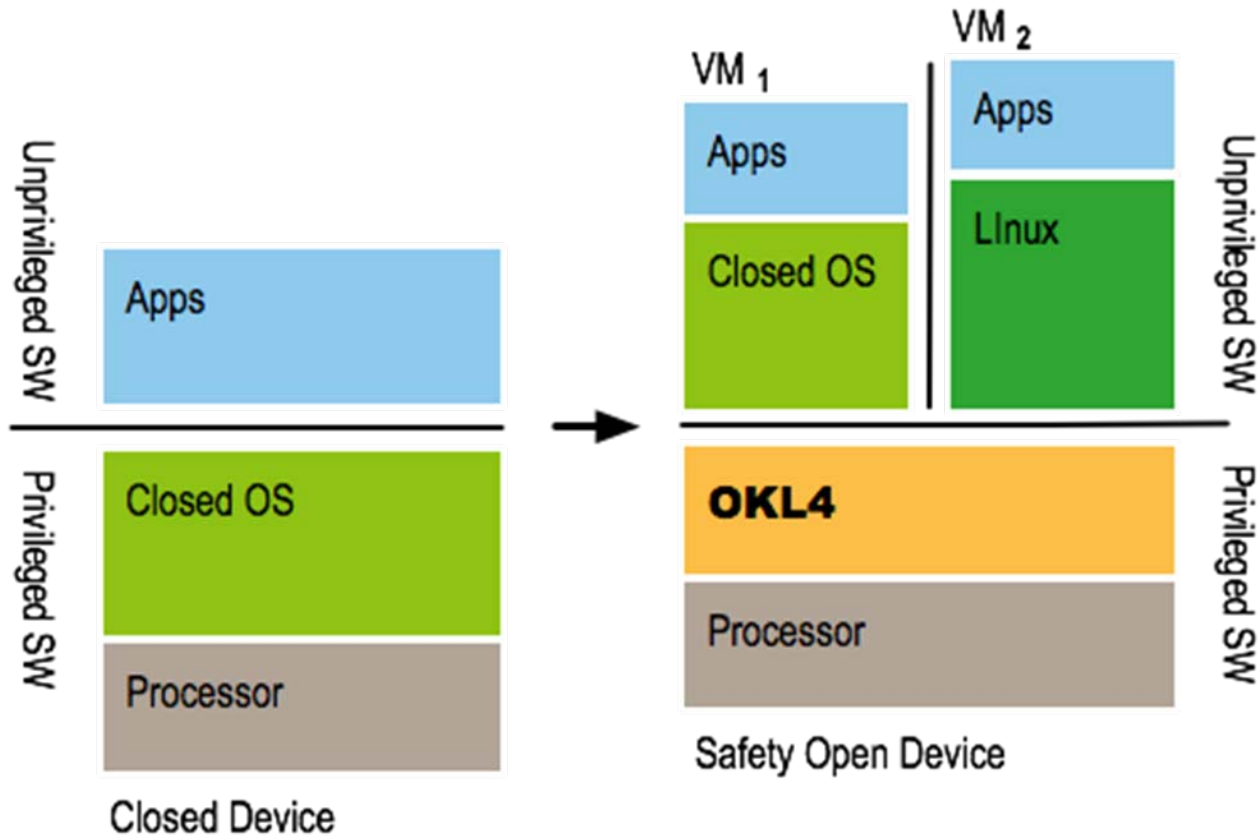 Unprivileged SW
Apps
Privileged SW
Closed OS
Processor
Closed Device
VM 1
Apps
Closed OS
VM 2
Apps
LInux
Unprivileged SW
OKL4
Processor
Privileged SW
Safety Open Device